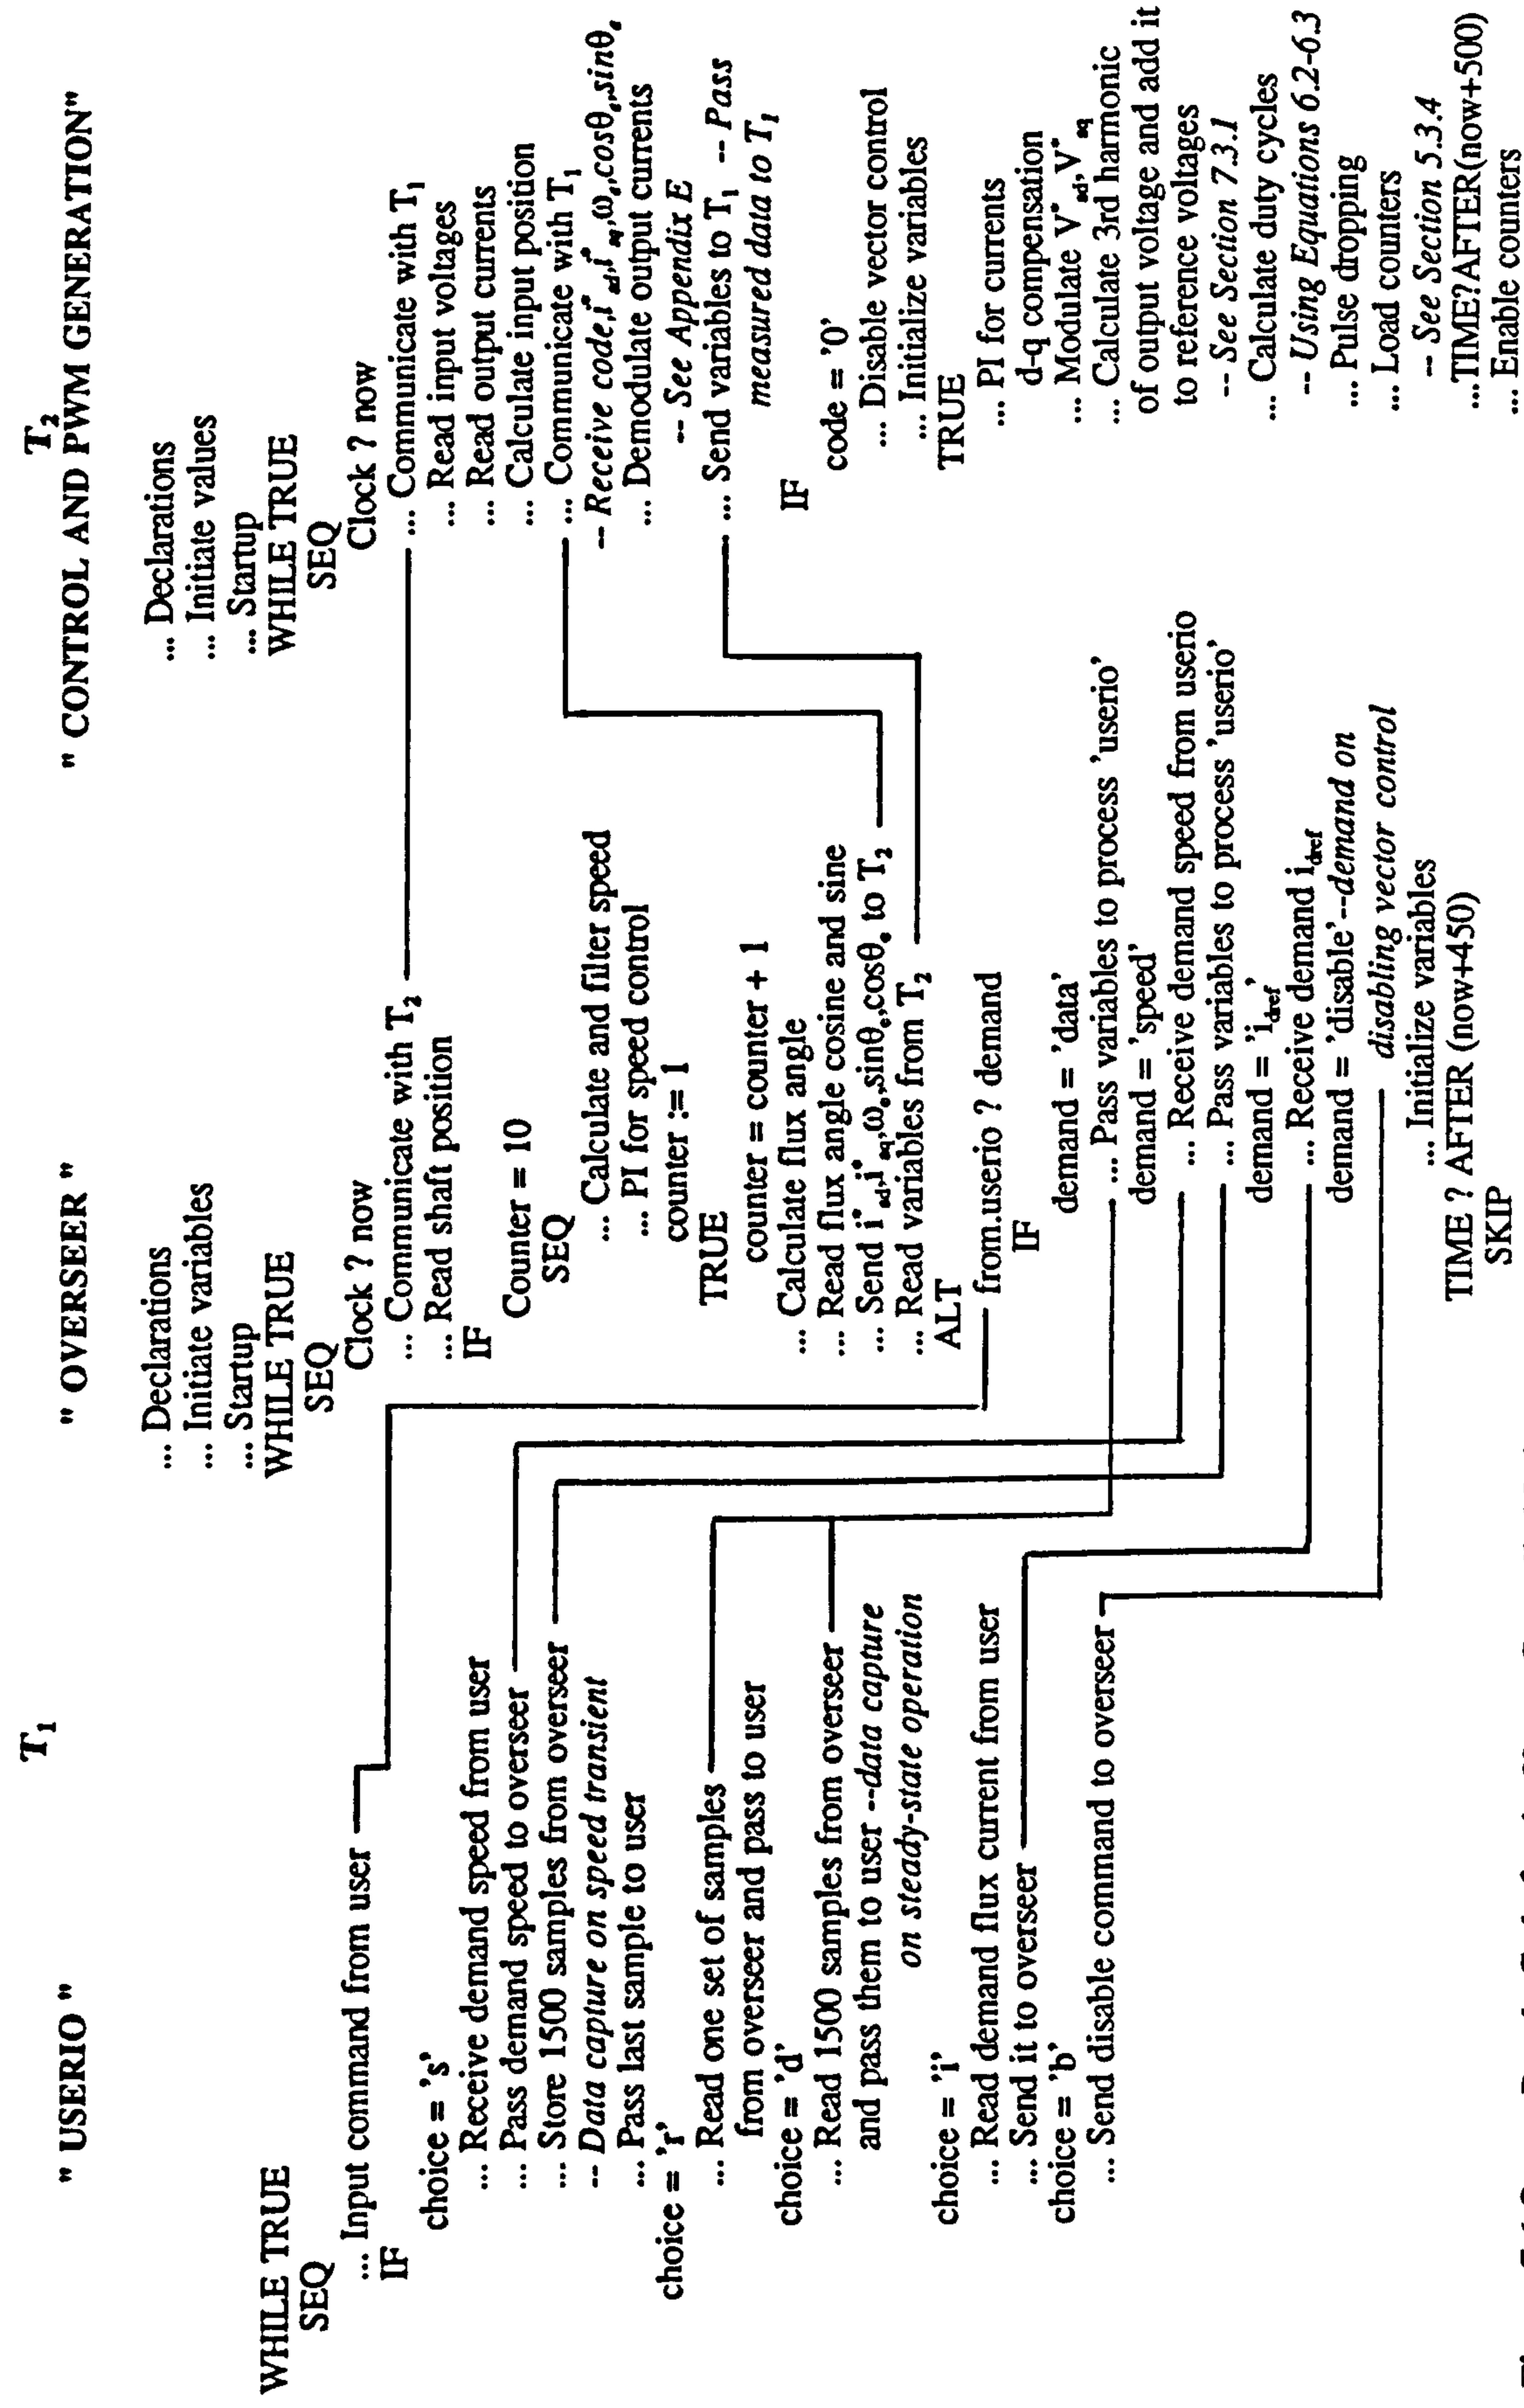 T1
" USERIO "
WHILE TRUE
SEQ
... Input command from user
IF
choice = 's'
... Receive demand speed from user
... Pass demand speed to overseer
... Store 1500 samples from overseer
-- Data capture on speed transient
... Pass last sample to user
choice = 'r'
... Read one set of samples
from overseer and pass to user
choice = 'd'
... Read 1500 samples from overseer
and pass them to user --data capture
on steady-state operation
choice = 'i'
... Read demand flux current from user
... Send it to overseer
choice = 'b'
... Send disable command to overseer
" OVERSEER "
... Declarations
... Initiate variables
... Startup
WHILE TRUE
SEQ
Clock ? now
... Communicate with T2
... Read shaft position
IF
Counter = 10
SEQ
... Calculate and filter speed
... PI for speed control
counter := 1
TRUE
counter = counter + 1
... Calculate flux angle
... Read flux angle cosine and sine
... Send i*sd,i*sq,ωe,sinθe,cosθe to T2
... Read variables from T2
ALT
from.userio ? demand
IF
demand = 'data'
... Pass variables to process 'userio'
demand = 'speed'
... Receive demand speed from userio
... Pass variables to process 'userio'
demand = 'idref'
... Receive demand idref
demand = 'disable'--demand on
disabling vector control
... Initialize variables
TIME ? AFTER (now+450)
SKIP
T2
" CONTROL AND PWM GENERATION"
... Declarations
... Initiate values
... Startup
WHILE TRUE
SEQ
Clock ? now
... Communicate with T1
... Read input voltages
... Read output currents
... Calculate input position
... Communicate with T1
-- Receive code,i*sd,i*sq,ωe,cosθe,sinθe
... Demodulate output currents
-- See Appendix E
... Send variables to T1 -- Pass
measured data to T1
IF
code = '0'
... Disable vector control
... Initialize variables
TRUE
... PI for currents
d-q compensation
... Modulate V*sd, V*sq
... Calculate 3rd harmonic
of output voltage and add it
to reference voltages
-- See Section 7.3.1
... Calculate duty cycles
-- Using Equations 6.2-6.3
... Pulse dropping
... Load counters
-- See Section 5.3.4
...TIME?AFTER(now+500)
... Enable counters